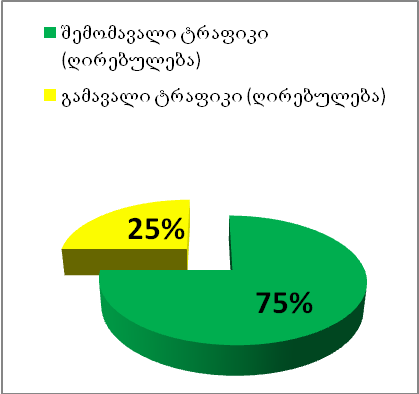 შემომავალი ტრაფიკი
(ღირებულება)
გამავალი ტრაფიკი (ღირებულება)
25%
75%